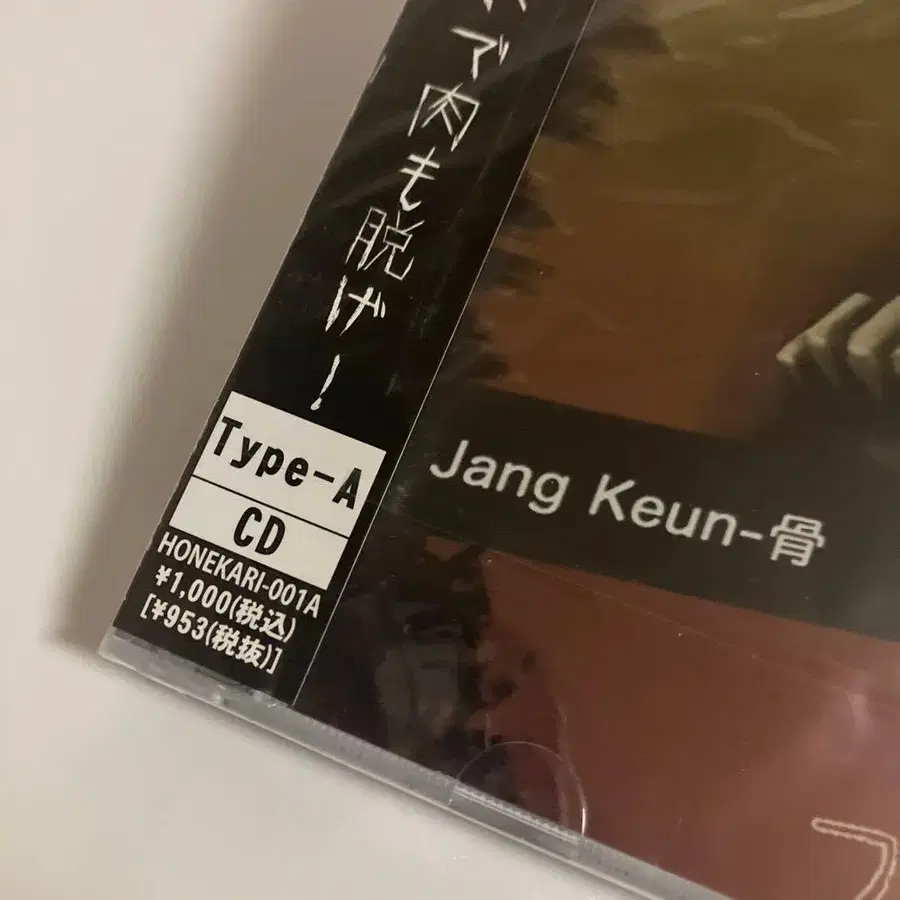 で肉も脱げ!
Type-A
CD
HONEKARI-001A
¥1,000(税込)
[¥953(税抜)]
Jang Keun-骨